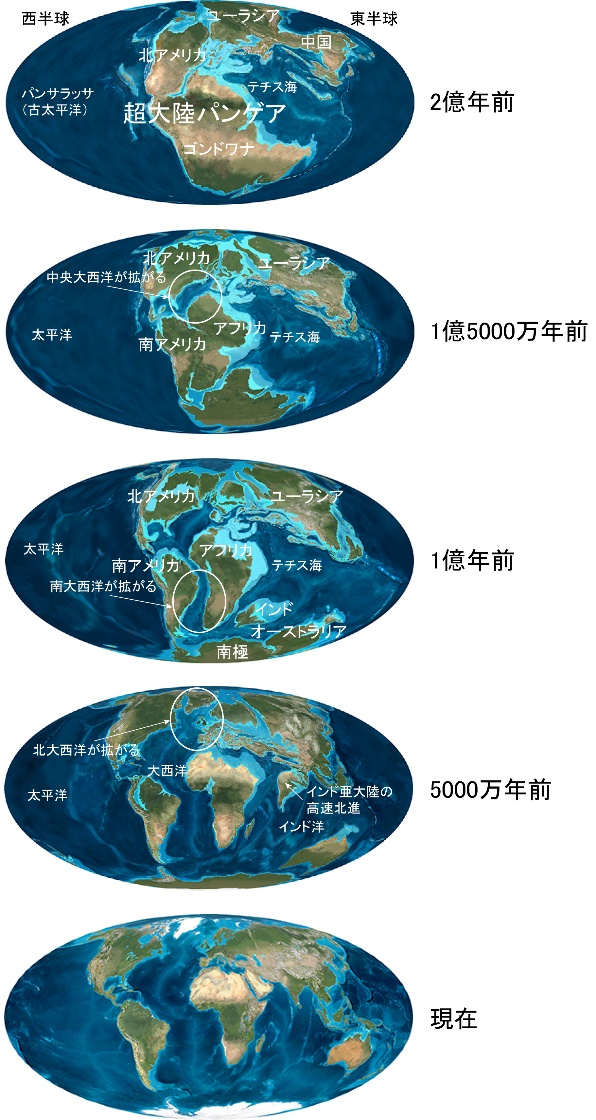 西半球
東半球
ユーラシア
中国
北アメリカ
テチス海
パンサラッサ
(古太平洋)
超大陸パンゲア
ゴンドワナ
2億年前
北アメリカ
ユーラシア
中央大西洋が拡がる
太平洋
南アメリカ
アフリカ
テチス海
1億5000万年前
北アメリカ
ユーラシア
太平洋
アフリカ
南アメリカ
テチス海
南大西洋が拡がる
インド
オーストラリア
南極
1億年前
北大西洋が拡がる
大西洋
太平洋
インド亜大陸の
高速北進
インド洋
5000万年前
現在